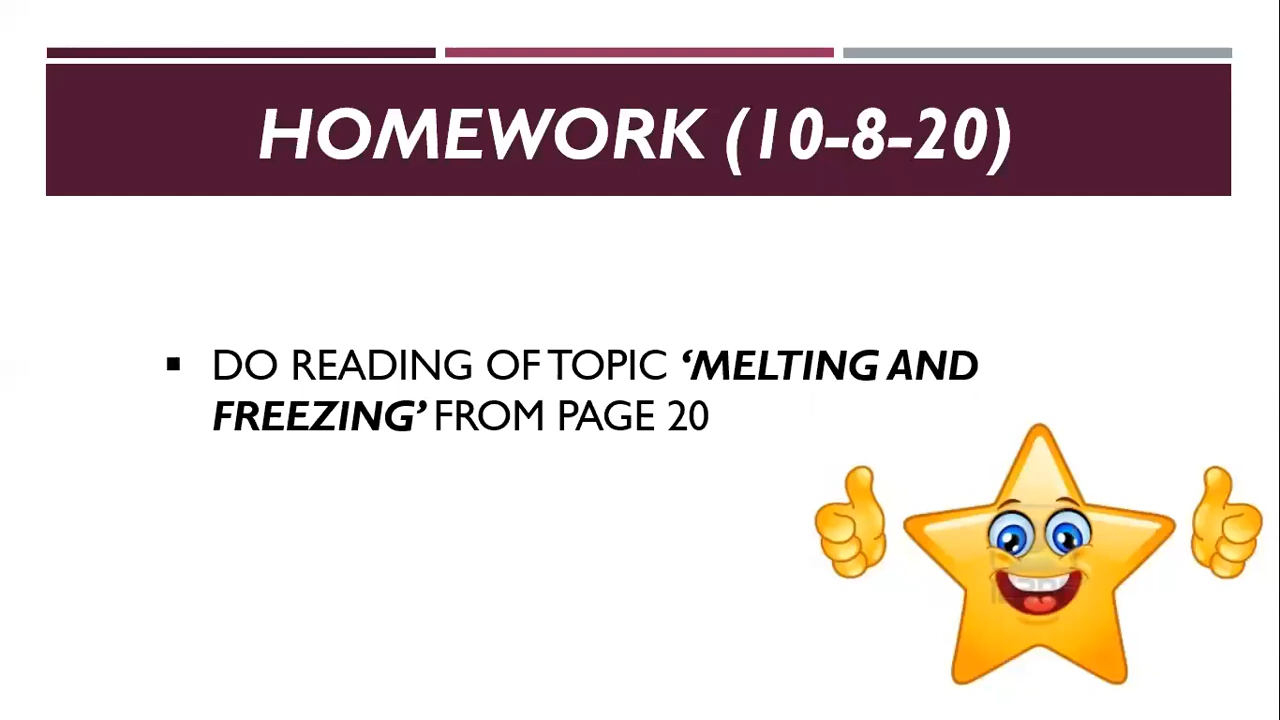 HOMEWORK (10-8-20)
▪ DO READING OF TOPIC ‘MELTING AND
FREEZING’ FROM PAGE 20